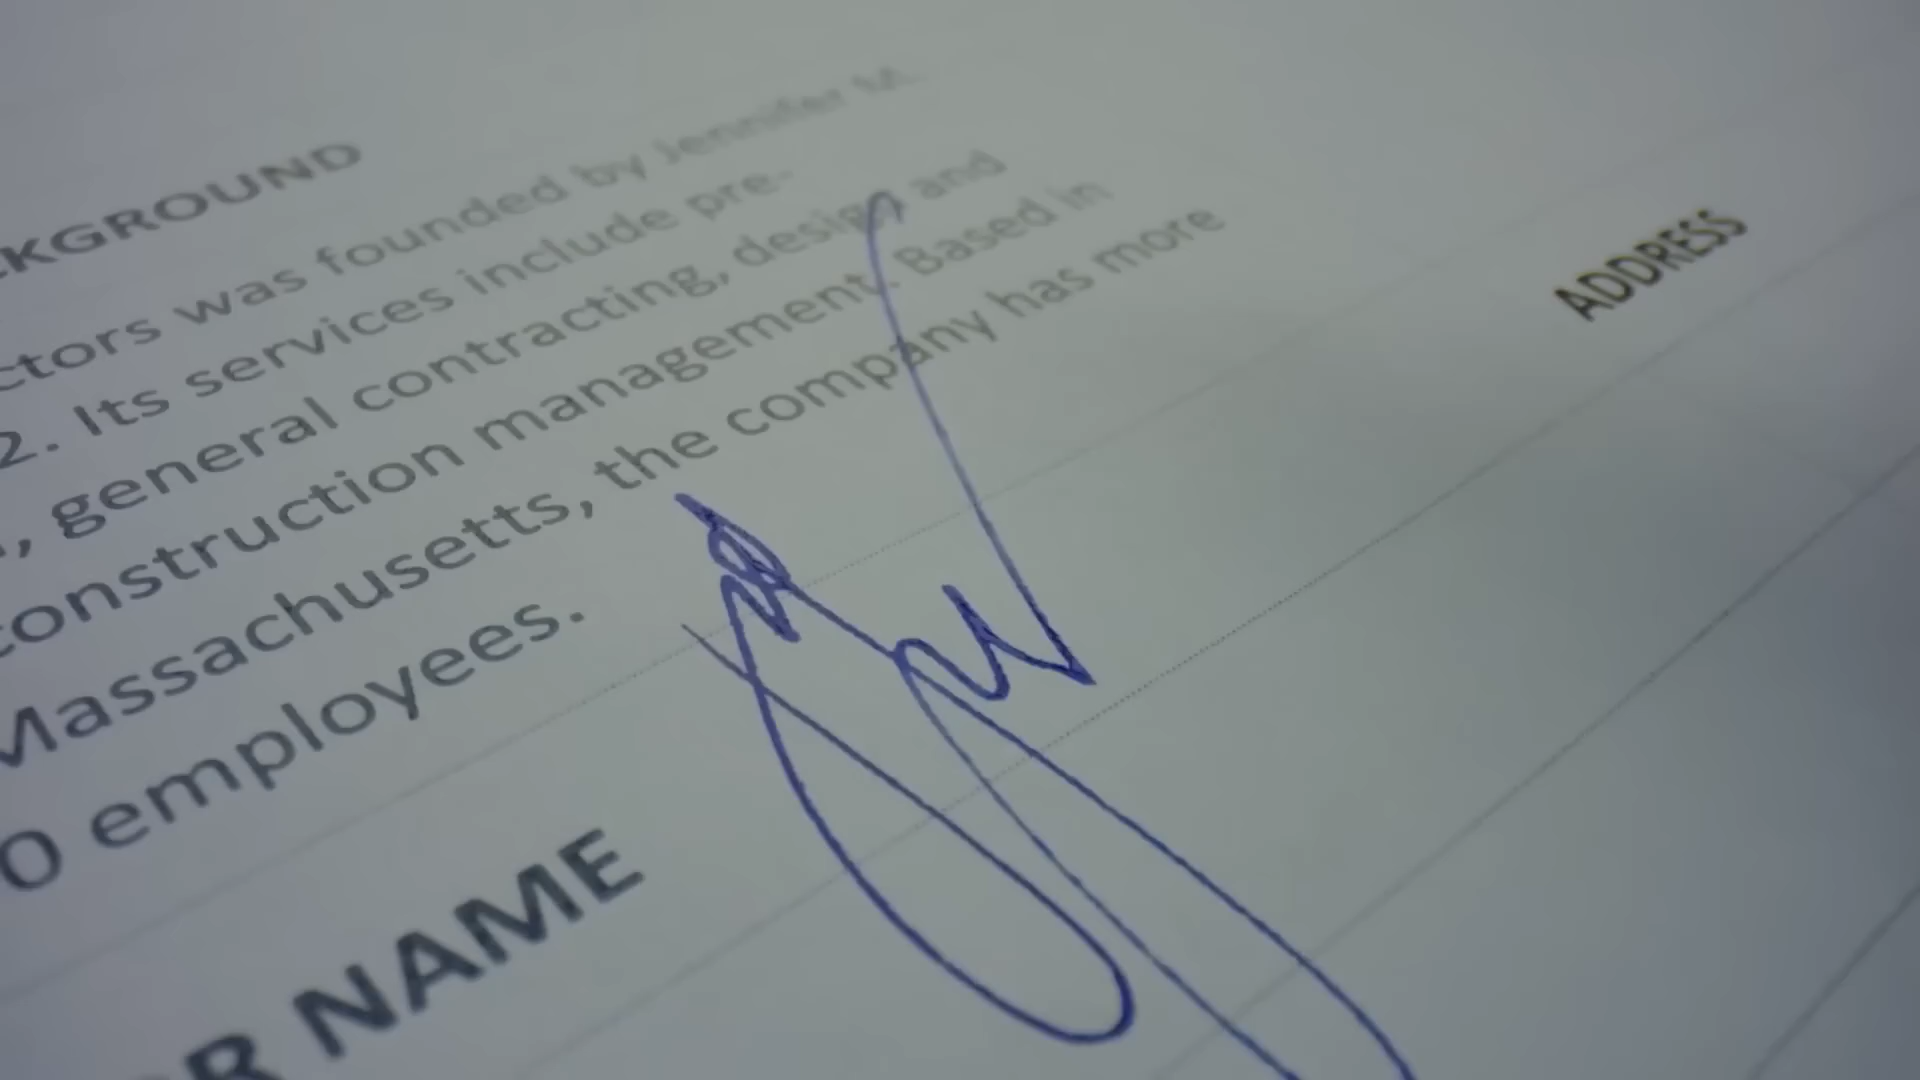 CKGROUND
ctors was founded by Jennifer M.
2. Its services include pre-
, general contracting, design and
construction management. Based in
Massachusetts, the company has more
0 employees.
R NAME
ADDRESS